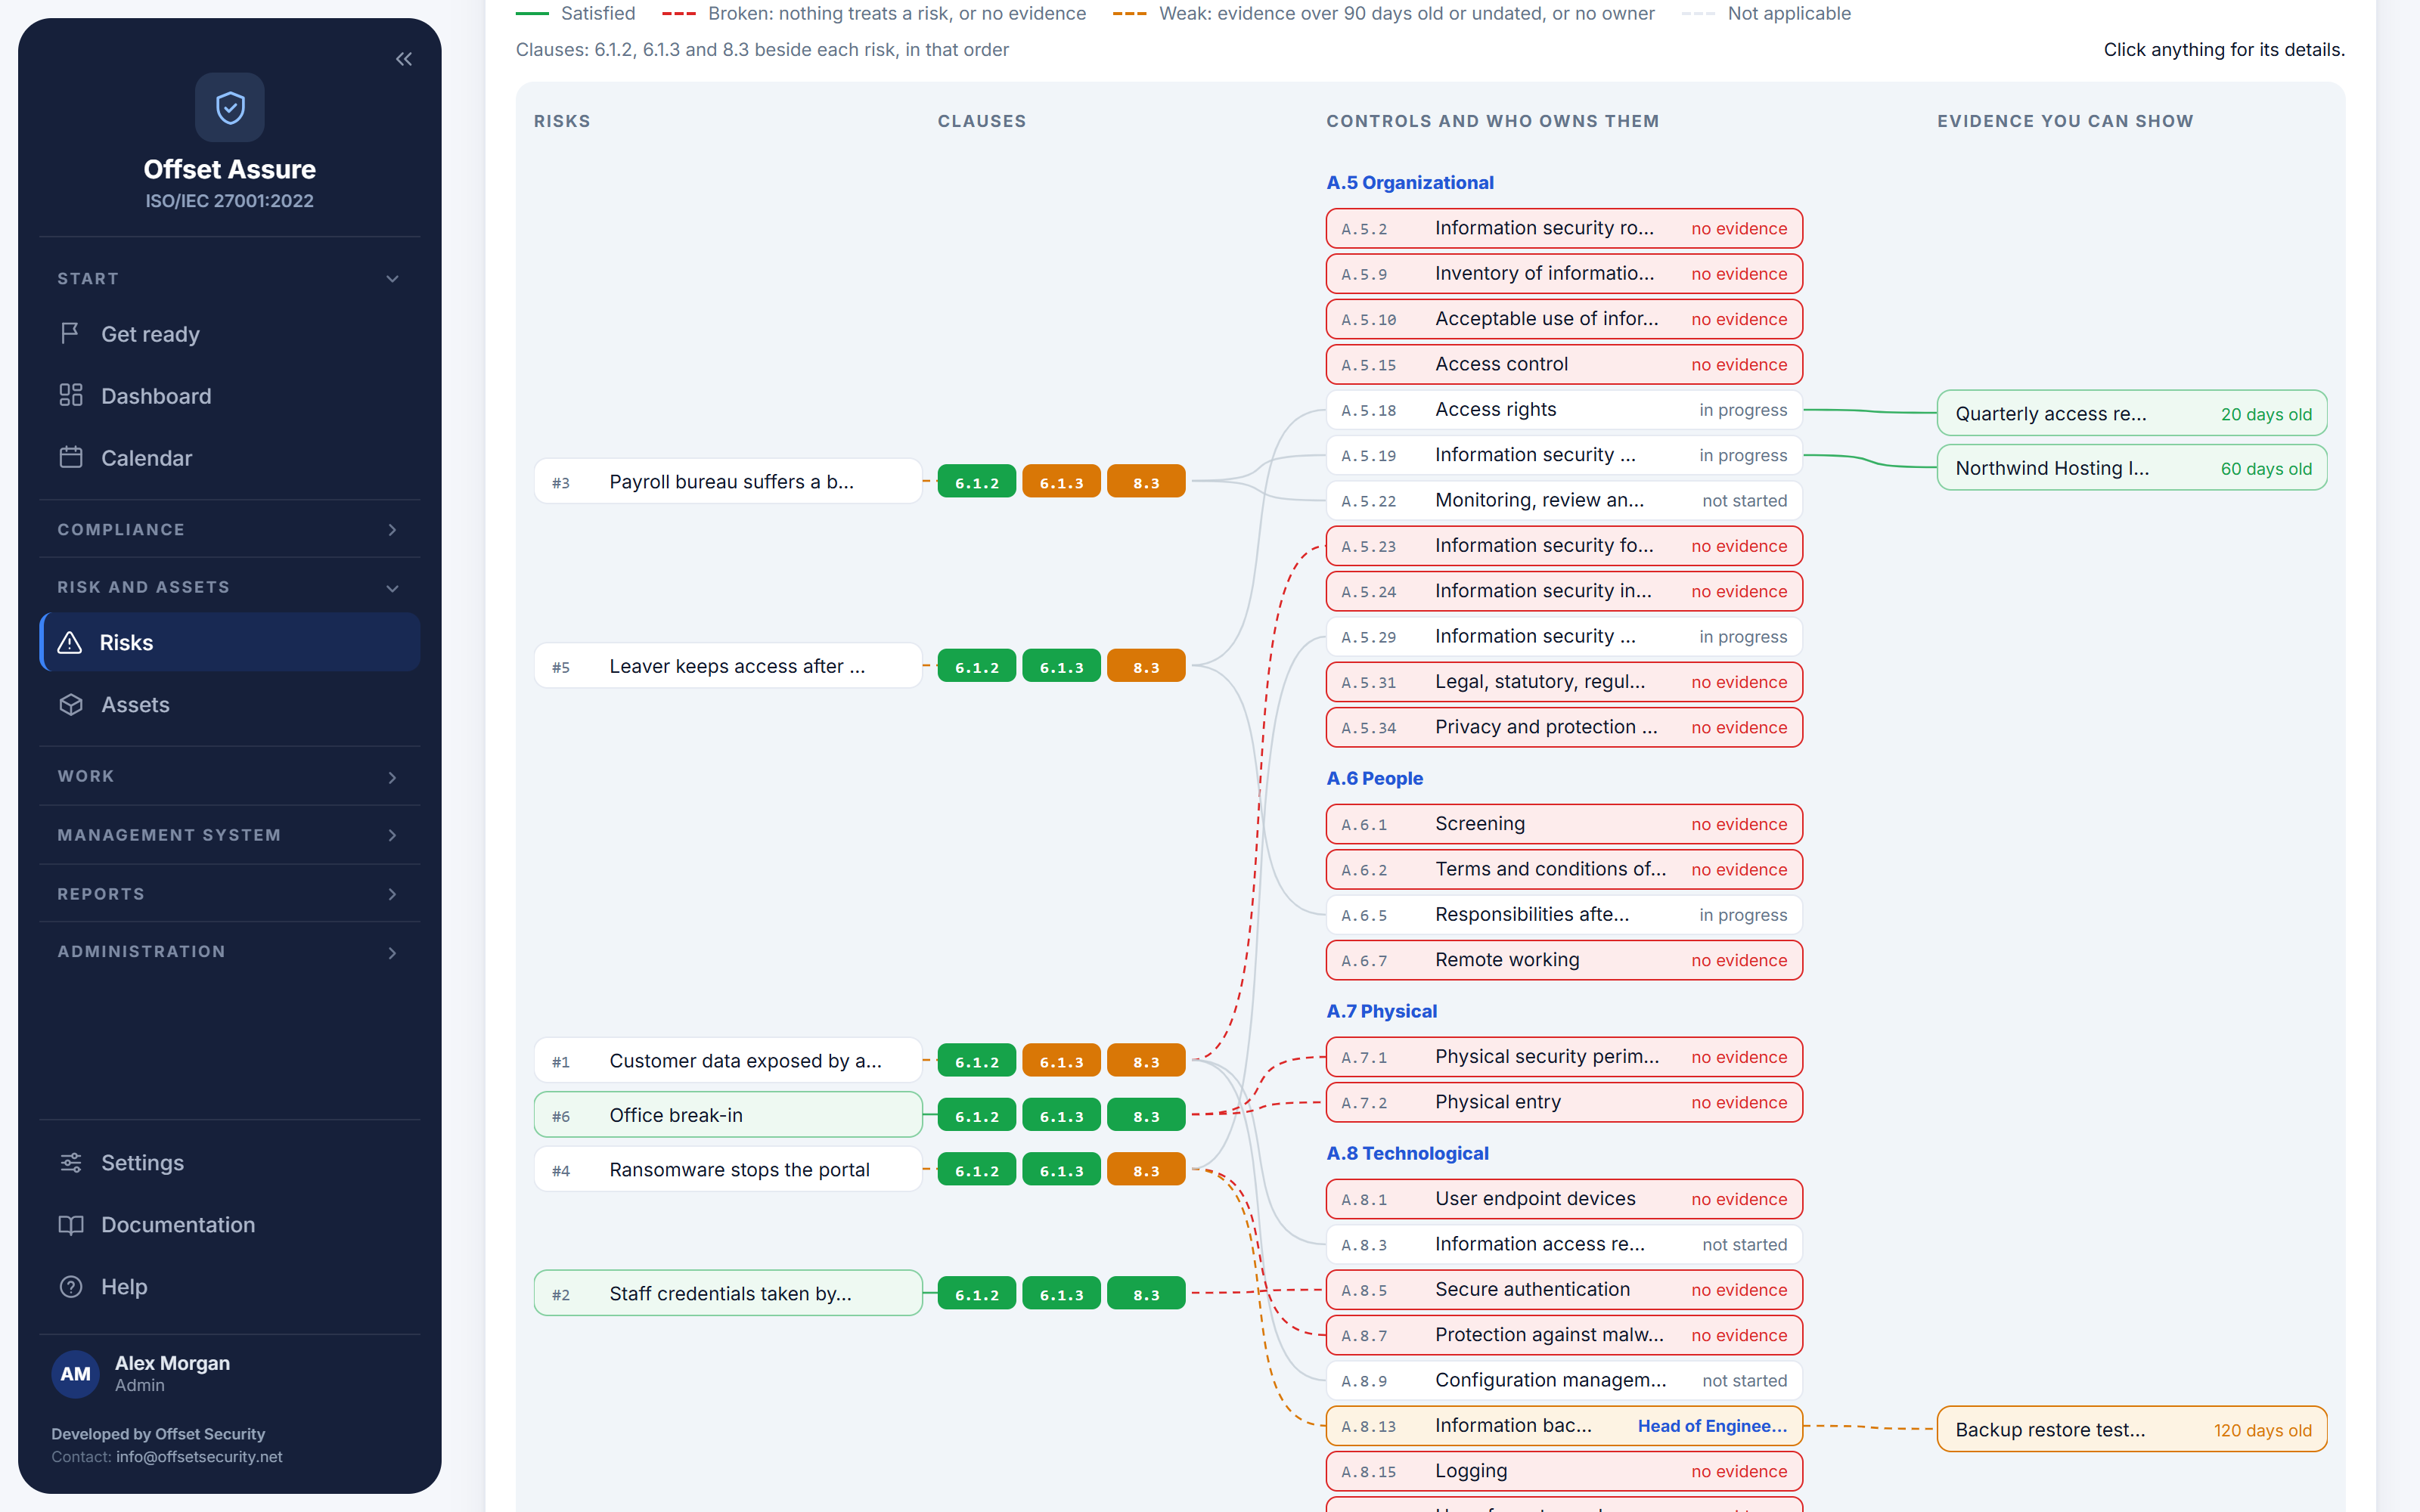 Offset Assure
ISO/IEC 27001:2022
START
Get ready
Dashboard
Calendar
COMPLIANCE
RISK AND ASSETS
Risks
Assets
WORK
MANAGEMENT SYSTEM
REPORTS
ADMINISTRATION
Settings
Documentation
Help
AM
Alex Morgan
Admin
Developed by Offset Security
Contact: info@offsetsecurity.net
Satisfied
Broken: nothing treats a risk, or no evidence
Weak: evidence over 90 days old or undated, or no owner
Not applicable
Clauses: 6.1.2, 6.1.3 and 8.3 beside each risk, in that order
Click anything for its details.
RISKS
CLAUSES
CONTROLS AND WHO OWNS THEM
EVIDENCE YOU CAN SHOW
#3 Payroll bureau suffers a b... 6.1.2 6.1.3 8.3
#5 Leaver keeps access after ... 6.1.2 6.1.3 8.3
#1 Customer data exposed by a... 6.1.2 6.1.3 8.3
#6 Office break-in 6.1.2 6.1.3 8.3
#4 Ransomware stops the portal 6.1.2 6.1.3 8.3
#2 Staff credentials taken by... 6.1.2 6.1.3 8.3
A.5 Organizational
A.5.2 Information security ro... no evidence
A.5.9 Inventory of informatio... no evidence
A.5.10 Acceptable use of infor... no evidence
A.5.15 Access control no evidence
A.5.18 Access rights in progress
A.5.19 Information security ... in progress
A.5.22 Monitoring, review an... not started
A.5.23 Information security fo... no evidence
A.5.24 Information security in... no evidence
A.5.29 Information security ... in progress
A.5.31 Legal, statutory, regul... no evidence
A.5.34 Privacy and protection ... no evidence
A.6 People
A.6.1 Screening no evidence
A.6.2 Terms and conditions of... no evidence
A.6.5 Responsibilities afte... in progress
A.6.7 Remote working no evidence
A.7 Physical
A.7.1 Physical security perim... no evidence
A.7.2 Physical entry no evidence
A.8 Technological
A.8.1 User endpoint devices no evidence
A.8.3 Information access re... not started
A.8.5 Secure authentication no evidence
A.8.7 Protection against malw... no evidence
A.8.9 Configuration managem... not started
A.8.13 Information bac... Head of Enginee...
A.8.15 Logging no evidence
Quarterly access re... 20 days old
Northwind Hosting I... 60 days old
Backup restore test... 120 days old